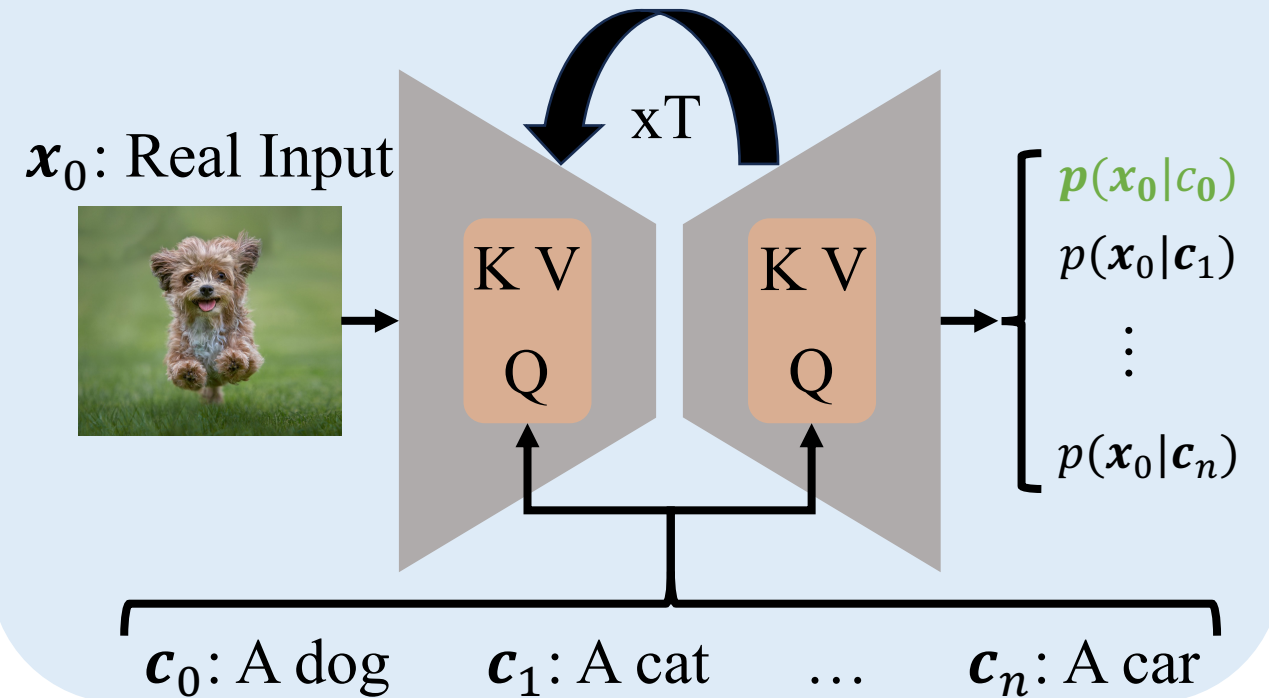 xT
x₀: Real Input
K V
Q
K V
Q
p(x₀|c₀)
p(x₀|c₁)
⋮
p(x₀|cₙ)
c₀: A dog
c₁: A cat
…
cₙ: A car